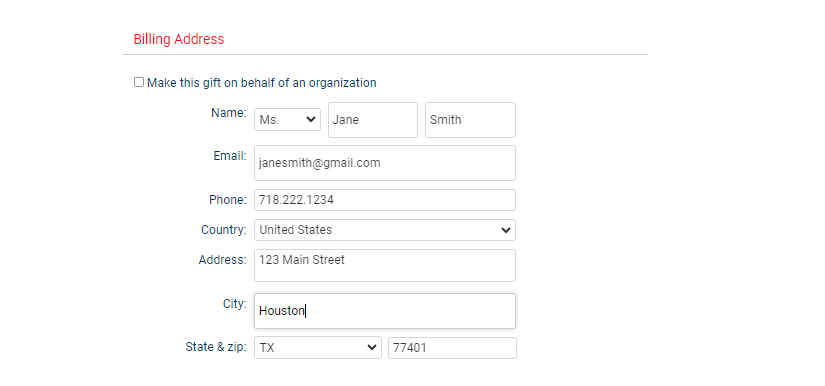 Billing Address
Make this gift on behalf of an organization
Name: Ms. Jane Smith
Email: janesmith@gmail.com
Phone: 718.222.1234
Country: United States
Address: 123 Main Street
City: Houston
State & zip: TX 77401